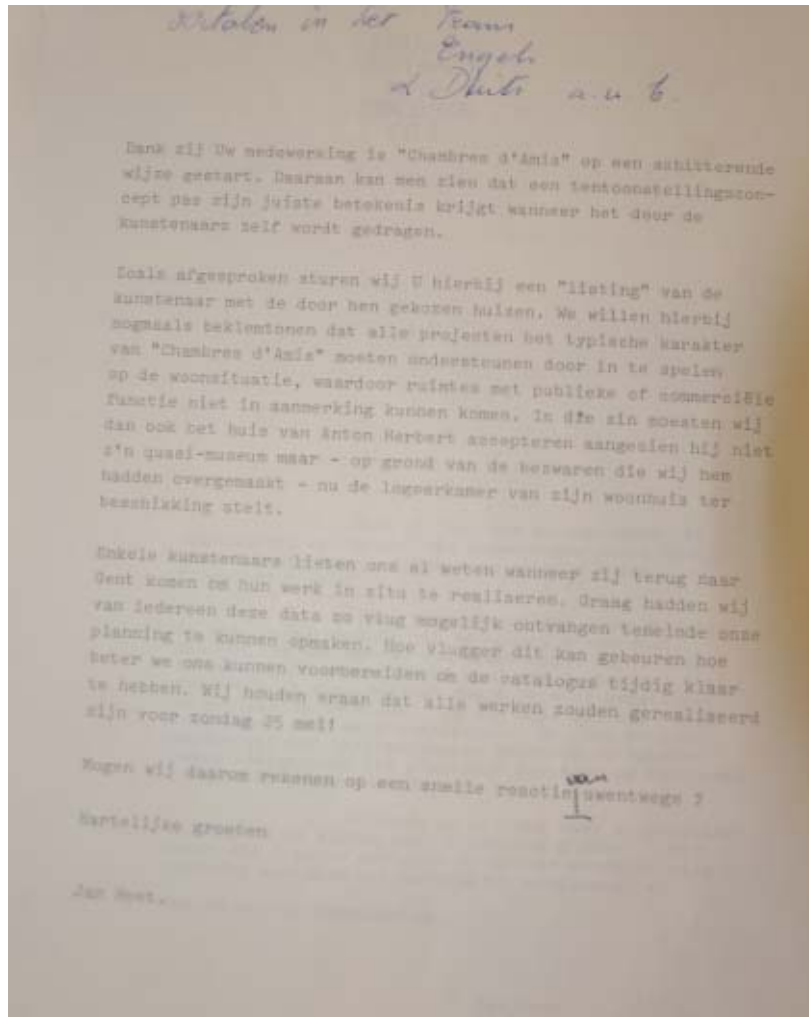 vertalen in het Frans
Engels
& Duits a.u.b.
Dank zij Uw medewerking is "Chambres d'Amis" op een schitterende
wijze gestart. Daaraan kan men zien dat een tentoonstellingscon-
cept pas zijn juiste betekenis krijgt wanneer het door de
kunstenaars zelf wordt gedragen.
Zoals afgesproken sturen wij U hierbij een "listing" van de
kunstenaar met de door hen gekozen huizen. We willen hierbij
nogmaals beklemtonen dat alle projecten het typische karakter
van "Chambres d'Amis" moeten ondersteunen door in te spelen
op de woonsituatie, waardoor ruimtes met publieke of commerciële
functie niet in aanmerking kunnen komen. In die zin moesten wij
dan ook het huis van Anton Herbert accepteren aangezien hij niet
z'n quasi-museum maar - op grond van de bezwaren die wij hem
hadden overgemaakt - nu de logeerkamer van zijn woonhuis ter
beschikking stelt.
Enkele kunstenaars lieten ons al weten wanneer zij terug naar
Gent komen om hun werk in situ te realiseren. Graag hadden wij
van iedereen deze data zo vlug mogelijk ontvangen teneinde onze
planning te kunnen opmaken. Hoe vlugger dit kan gebeuren hoe
beter we ons kunnen voorbereiden om de catalogus tijdig klaar
te hebben. Wij houden eraan dat alle werken zouden gerealiseerd
zijn voor zondag 25 mei!
Mogen wij daarom rekenen op een snelle reactie van uwentwege ?
Hartelijke groeten
Jan Hoet.